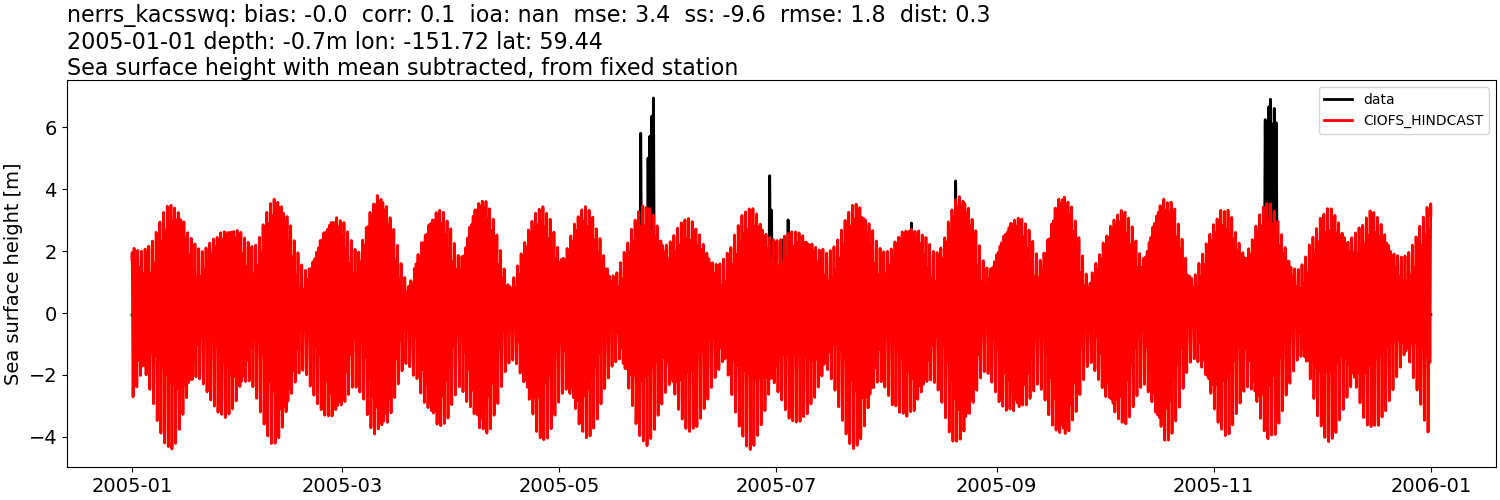 nerrs_kacsswq: bias: -0.0  corr: 0.1  ioa: nan  mse: 3.4  ss: -9.6  rmse: 1.8  dist: 0.3
2005-01-01 depth: -0.7m lon: -151.72 lat: 59.44
Sea surface height with mean subtracted, from fixed station
data
CIOFS_HINDCAST
Sea surface height [m]
6
4
2
0
−2
−4
2005-01
2005-03
2005-05
2005-07
2005-09
2005-11
2006-01